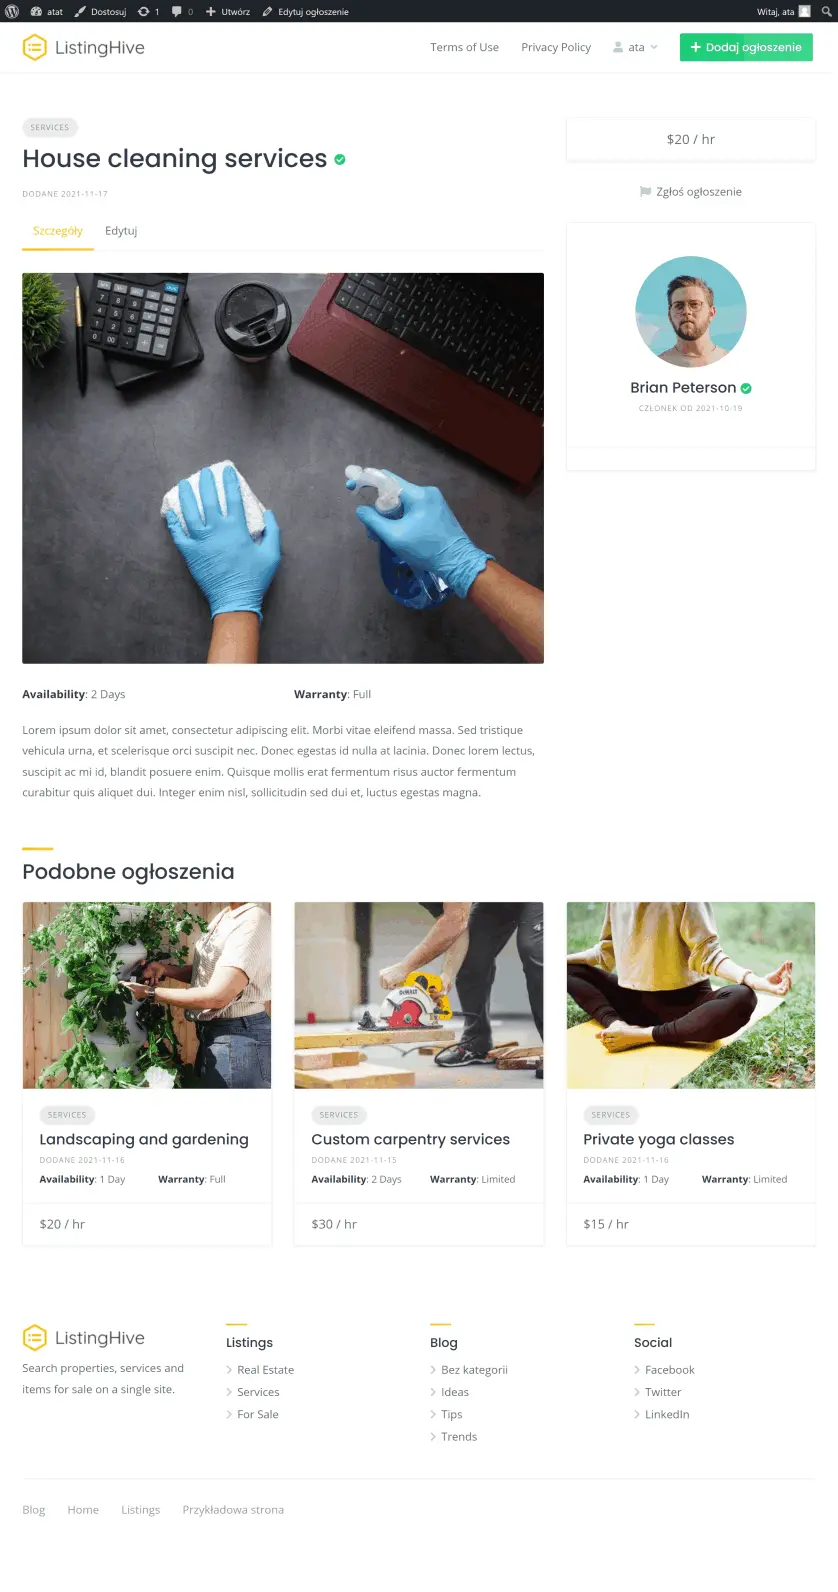 atat Dostosuj 1 0 Utwórz Edytuj ogłoszenie Witaj, ata
ListingHive
Terms of Use Privacy Policy ata Dodaj ogłoszenie
SERVICES
House cleaning services
DODANE 2021-11-17
Szczegóły Edytuj
$20 / hr
Zgłoś ogłoszenie
Brian Peterson
CZŁONEK OD 2021-10-19
Availability: 2 Days Warranty: Full
Lorem ipsum dolor sit amet, consectetur adipiscing elit. Morbi vitae eleifend massa. Sed tristique
vehicula urna, et scelerisque orci suscipit nec. Donec egestas id nulla at lacinia. Donec lorem lectus,
suscipit ac mi id, blandit posuere enim. Quisque mollis erat fermentum risus auctor fermentum
curabitur quis aliquet dui. Integer enim nisl, sollicitudin sed dui et, luctus egestas magna.
Podobne ogłoszenia
SERVICES
Landscaping and gardening
DODANE 2021-11-16
Availability: 1 Day Warranty: Full
$20 / hr
DEWALT
SERVICES
Custom carpentry services
DODANE 2021-11-15
Availability: 2 Days Warranty: Limited
$30 / hr
SERVICES
Private yoga classes
DODANE 2021-11-16
Availability: 1 Day Warranty: Limited
$15 / hr
ListingHive
Search properties, services and
items for sale on a single site.
Listings
Real Estate
Services
For Sale
Blog
Bez kategorii
Ideas
Tips
Trends
Social
Facebook
Twitter
LinkedIn
Blog Home Listings Przykładowa strona